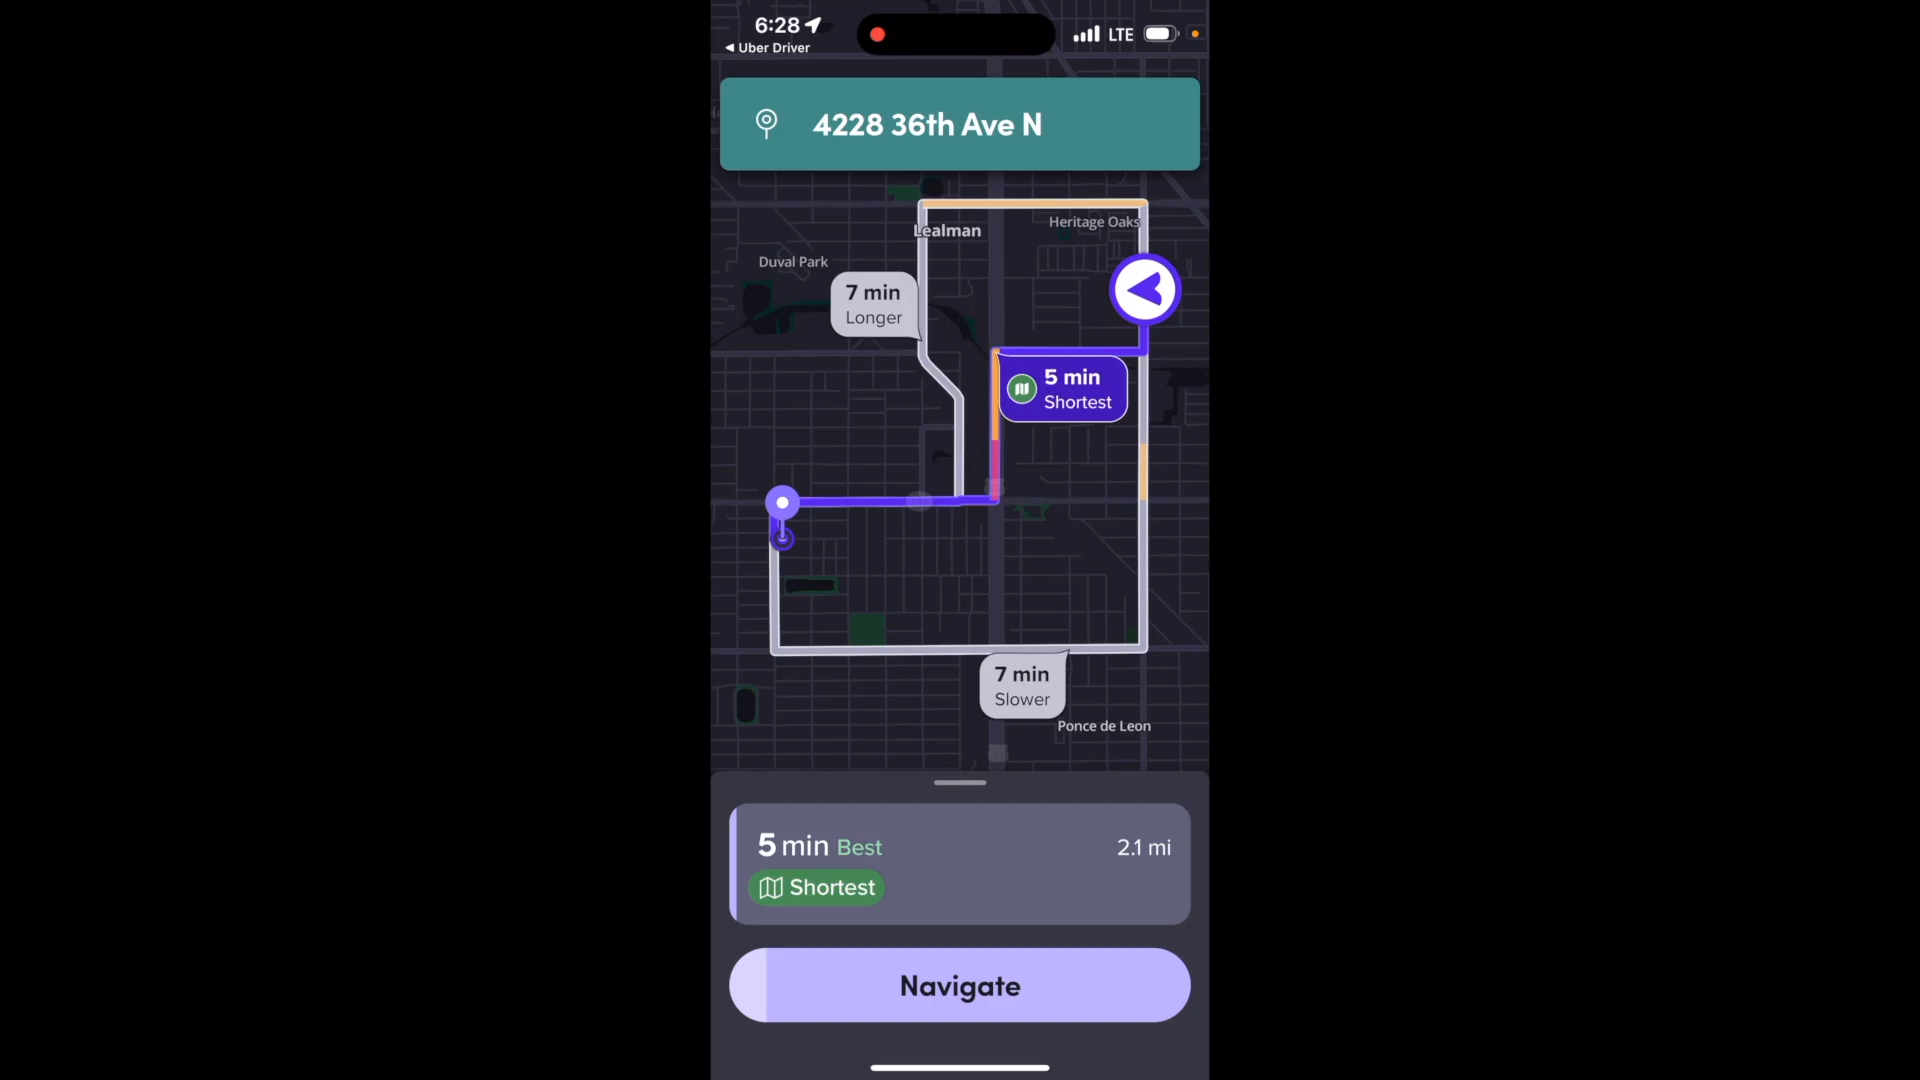 6:28
LTE
◀ Uber Driver
4228 36th Ave N
Heritage Oaks
Lealman
Duval Park
7 min
Longer
5 min
Shortest
7 min
Slower
Ponce de Leon
5 min Best
2.1 mi
Shortest
Navigate